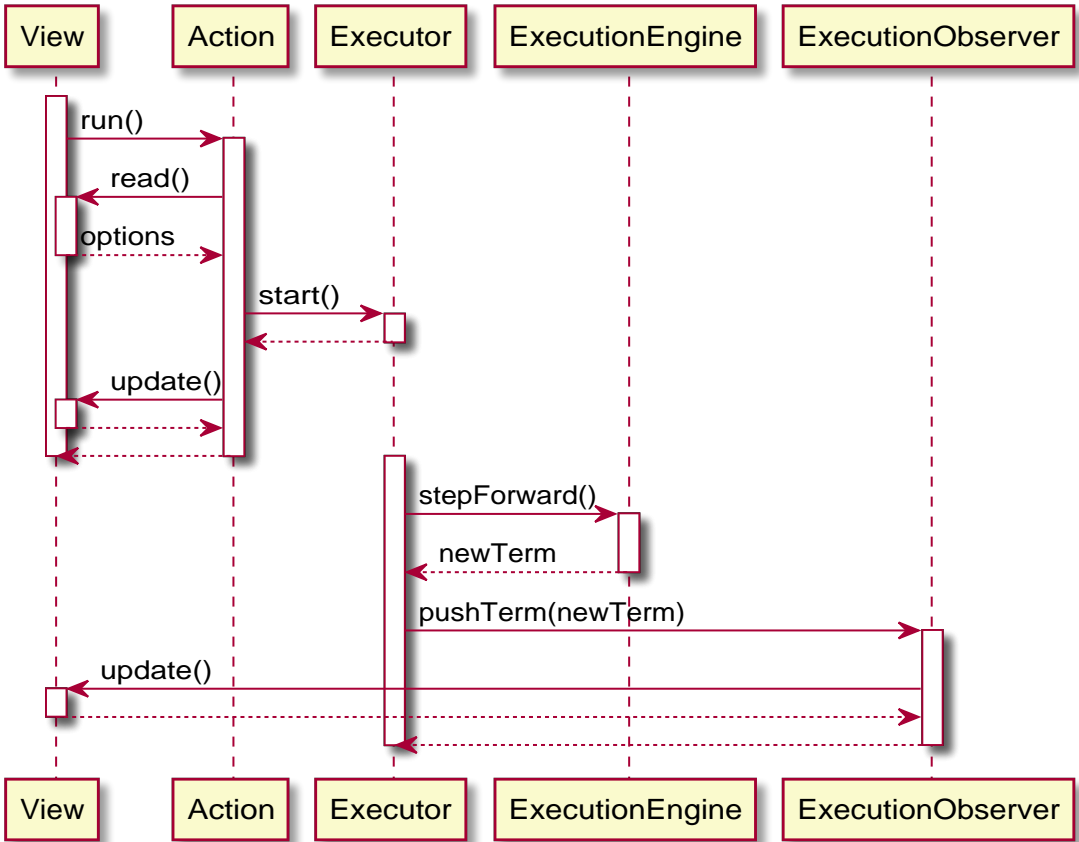 View
Action
Executor
ExecutionEngine
ExecutionObserver
run()
read()
options
start()
update()
stepForward()
newTerm
pushTerm(newTerm)
update()
View
Action
Executor
ExecutionEngine
ExecutionObserver